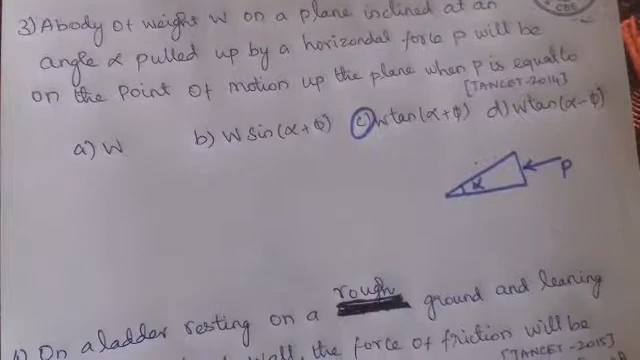 3) A body of weight W on a plane inclined at an
angle α pulled up by a horizondal force p will be
on the point of motion up the plane when p is equal to
[TANCET-2014]
a) W b) W sin(α+φ) c) w tan(α+φ) d) w tan(α-φ)
α P
rough
On a ladder resting on a ground and leaning
wall, the force of friction will be
[TANCET-2015]